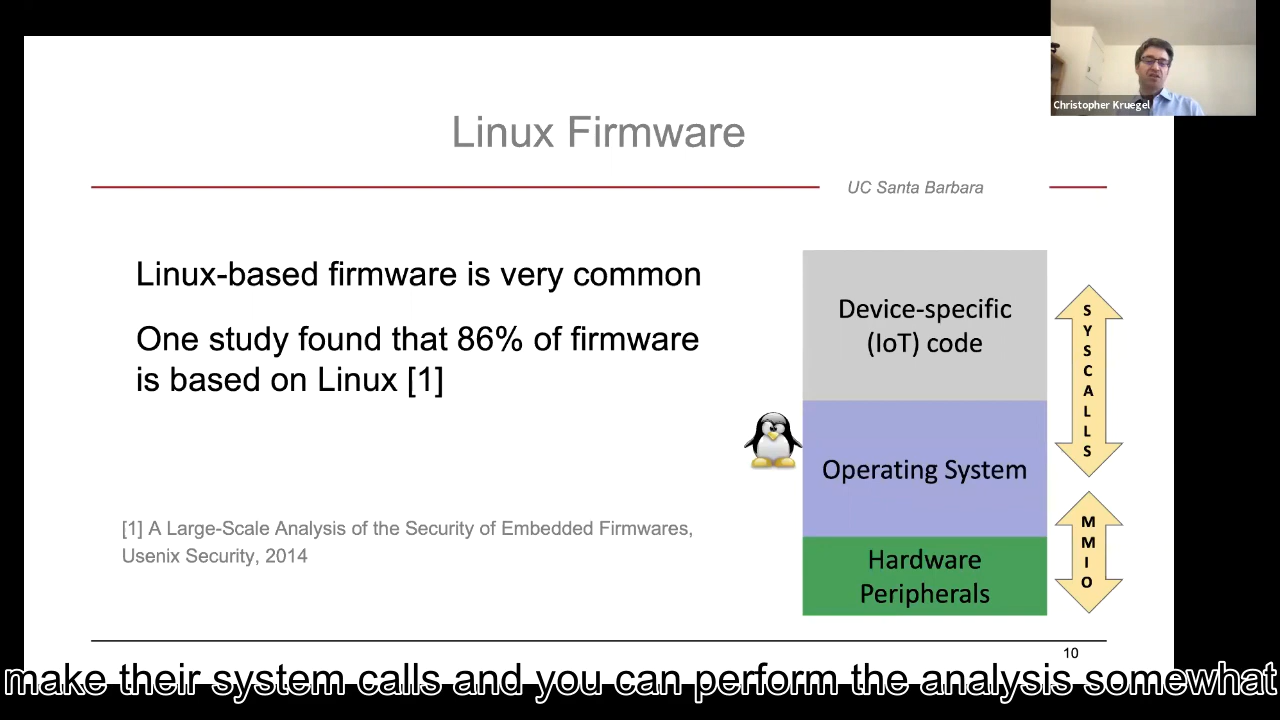 Christopher Kruegel
Linux Firmware
UC Santa Barbara
Linux-based firmware is very common
One study found that 86% of firmware
is based on Linux [1]
[1] A Large-Scale Analysis of the Security of Embedded Firmwares,
Usenix Security, 2014
Device-specific
(IoT) code
Operating System
Hardware
Peripherals
SYSCALLS
MMIO
10
make their system calls and you can perform the analysis somewhat